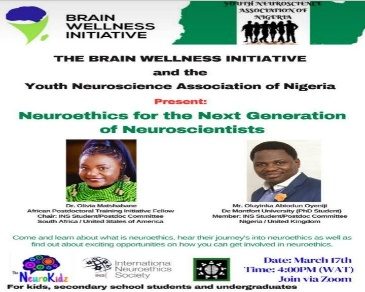 BRAIN
WELLNESS
INITIATIVE
YOUTH NEUROSCIENCE
ASSOCIATION OF
NIGERIA
THE BRAIN WELLNESS INITIATIVE
and the
Youth Neuroscience Association of Nigeria
Present:
Neuroethics for the Next Generation
of Neuroscientists
Dr. Olivia Matshabane
African Postdoctoral Training Initiative Fellow
Chair: INS Student/Postdoc Committee
South Africa / United States of America
Mr. Oluyinka Abiodun Oyeniji
De Montfort University (PhD Student)
Member: INS Student/Postdoc Committee
Nigeria / United Kingdom
Come and learn about what is neuroethics, hear their journey's into neuroethics as well as
find out about exciting opportunities on how you can get involved in neuroethics.
The
NeuroKidz
International
Neuroethics
Society
Date: March 17th
Time: 4:00PM (WAT)
Join via Zoom
For kids, secondary school students and undergraduates